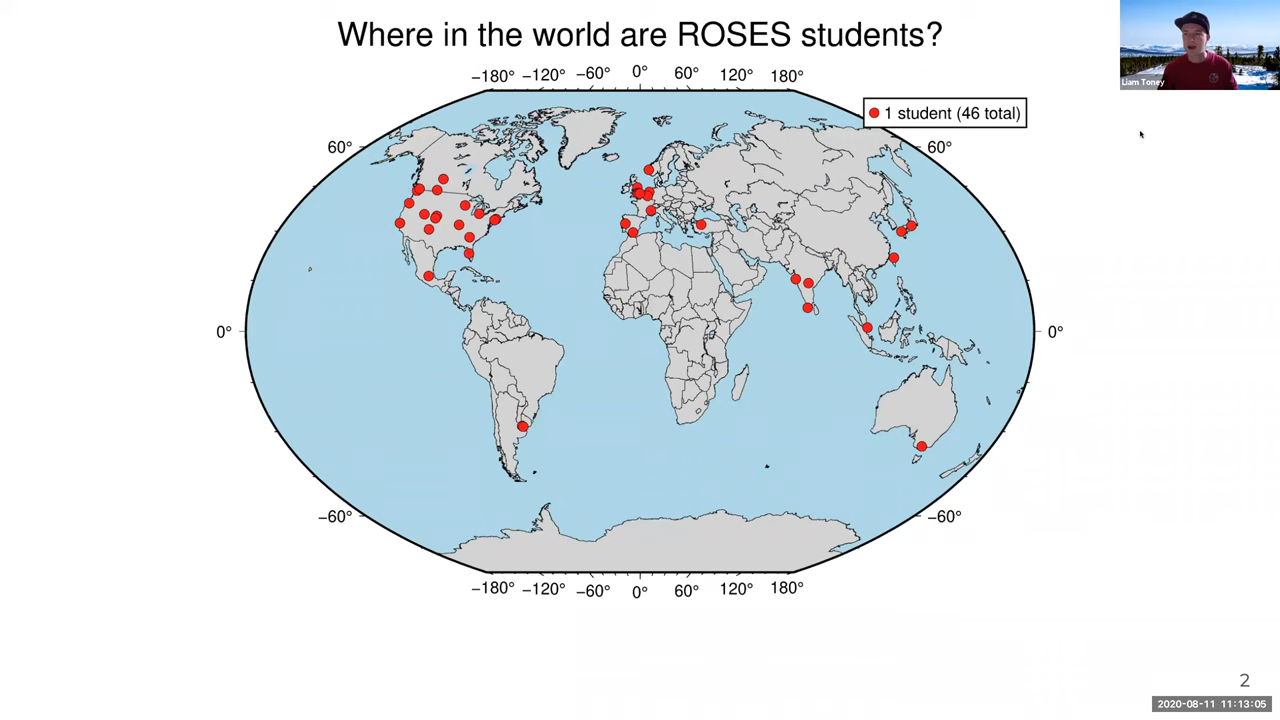 Where in the world are ROSES students?
−180° −120° −60° 0° 60° 120° 180°
Liam Toney
1 student (46 total)
60° 60°
0° 0°
−60° −60°
−180° −120° −60° 0° 60° 120° 180°
2
2020-08-11 11:13:05